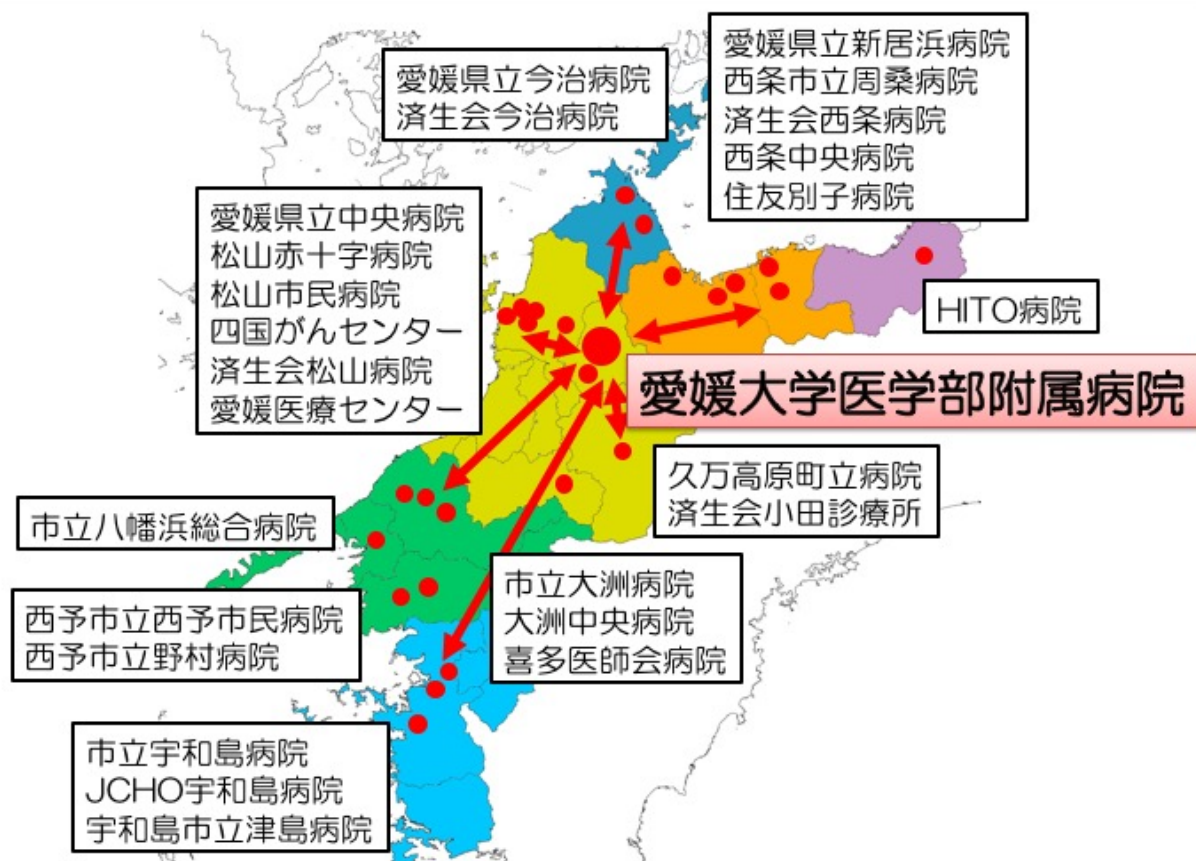 愛媛県立今治病院
済生会今治病院
愛媛県立新居浜病院
西条市立周桑病院
済生会西条病院
西条中央病院
住友別子病院
愛媛県立中央病院
松山赤十字病院
松山市民病院
四国がんセンター
済生会松山病院
愛媛医療センター
HITO病院
愛媛大学医学部附属病院
久万高原町立病院
済生会小田診療所
市立八幡浜総合病院
市立大洲病院
大洲中央病院
喜多医師会病院
西予市立西予市民病院
西予市立野村病院
市立宇和島病院
JCHO宇和島病院
宇和島市立津島病院